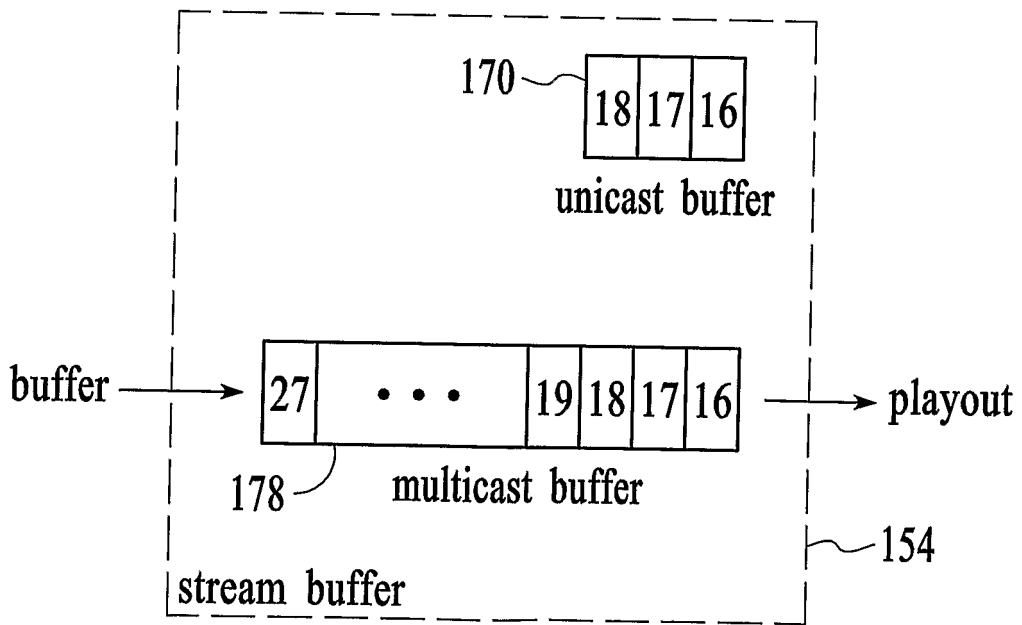 170
18 17 16
unicast buffer
buffer
27 • • • 19 18 17 16
playout
178
multicast buffer
154
stream buffer